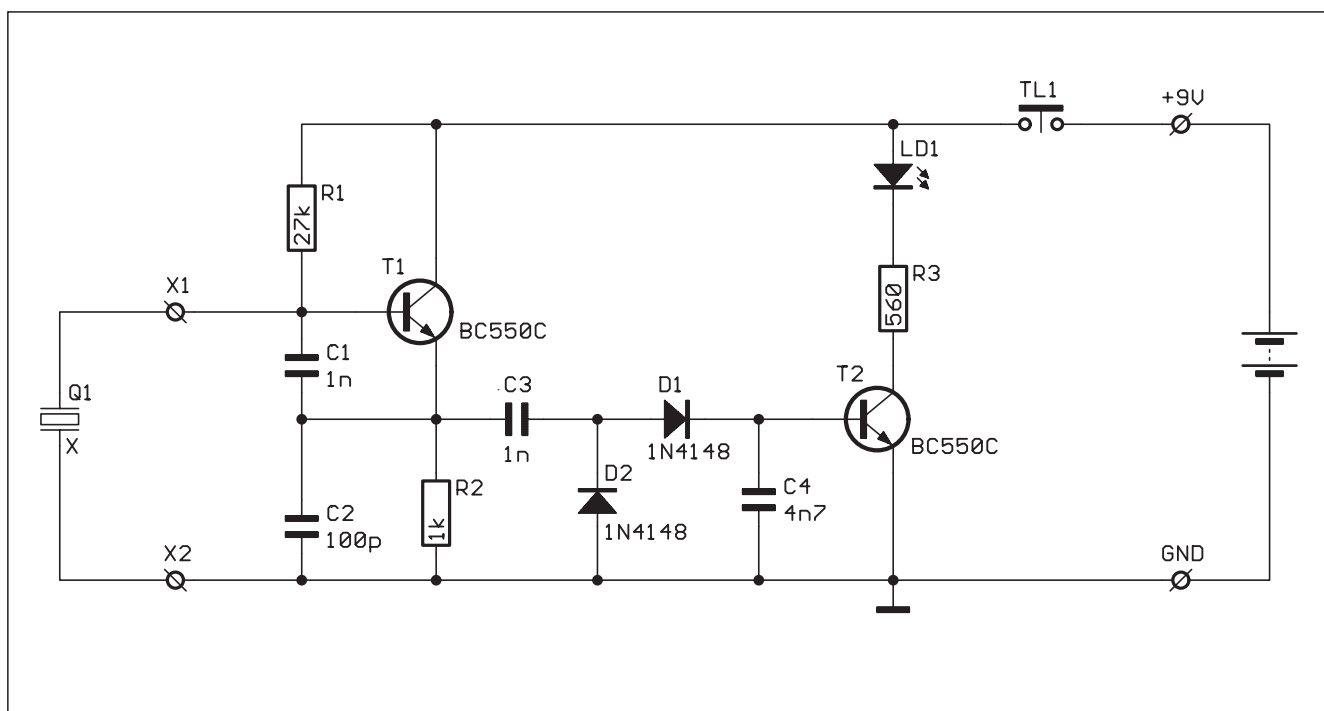 TL1
+9V
LD1
R1
27k
R3
560
X1
T1
BC550C
C1
1n
Q1
X
C3
1n
D1
1N4148
T2
BC550C
R2
1k
D2
1N4148
C4
4n7
C2
100p
X2
GND